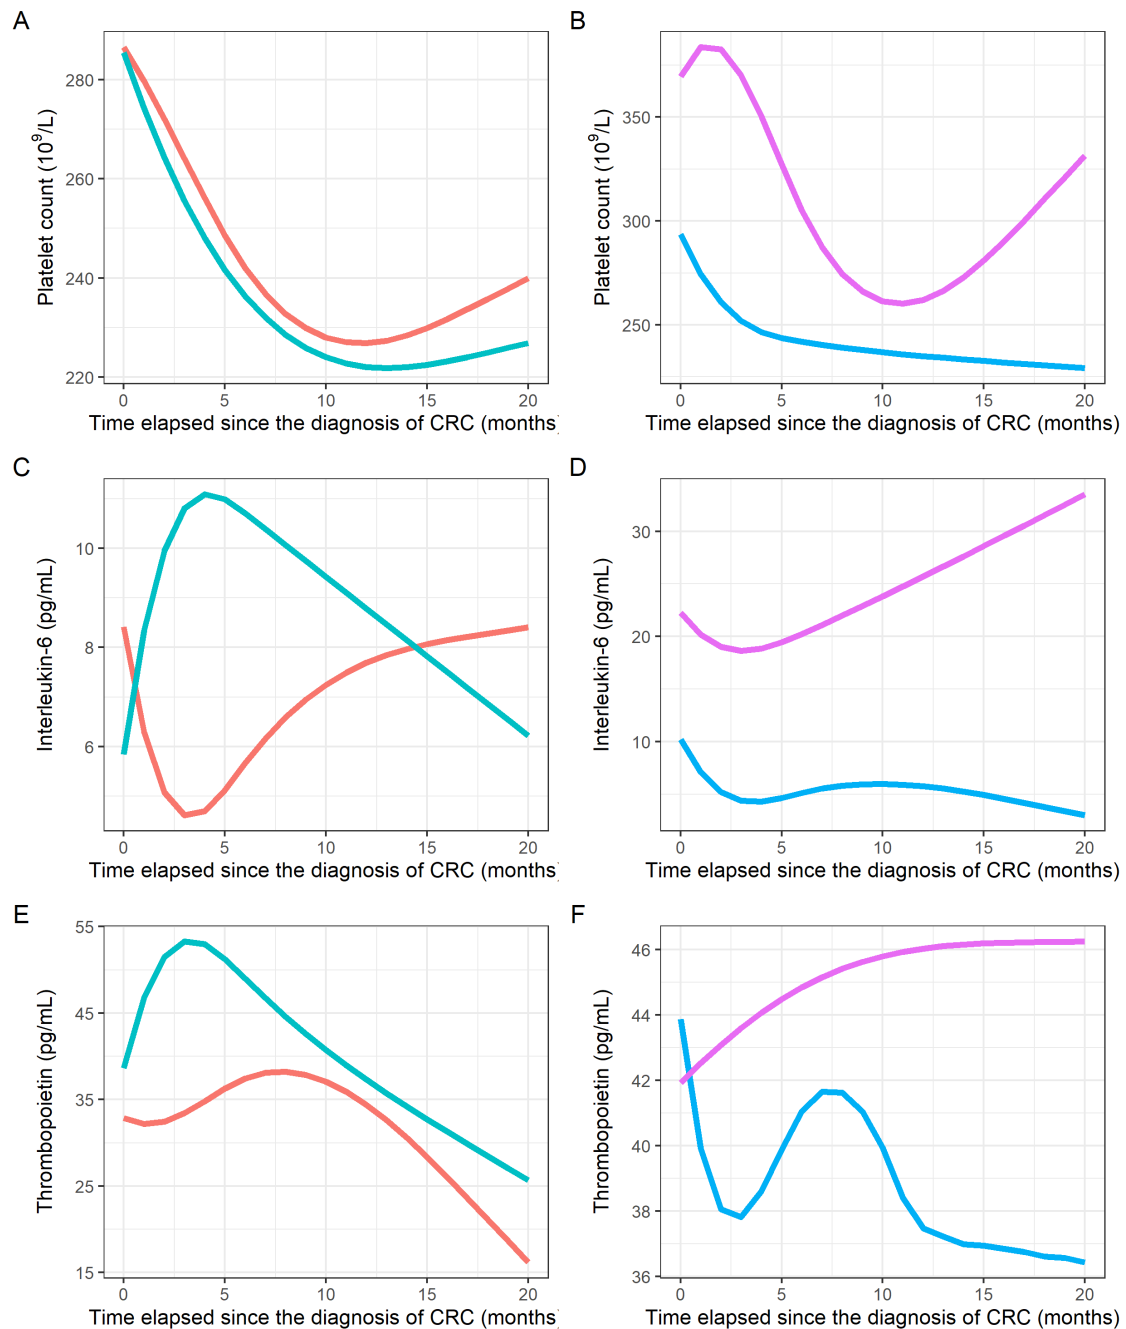 A
Platelet count (10⁹/L)
280
260
240
220
0 5 10 15 20
Time elapsed since the diagnosis of CRC (months)
B
Platelet count (10⁹/L)
350
300
250
0 5 10 15 20
Time elapsed since the diagnosis of CRC (months)
C
Interleukin-6 (pg/mL)
10
8
6
0 5 10 15 20
Time elapsed since the diagnosis of CRC (months)
D
Interleukin-6 (pg/mL)
30
20
10
0 5 10 15 20
Time elapsed since the diagnosis of CRC (months)
E
Thrombopoietin (pg/mL)
55
45
35
25
15
0 5 10 15 20
Time elapsed since the diagnosis of CRC (months)
F
Thrombopoietin (pg/mL)
46
44
42
40
38
36
0 5 10 15 20
Time elapsed since the diagnosis of CRC (months)